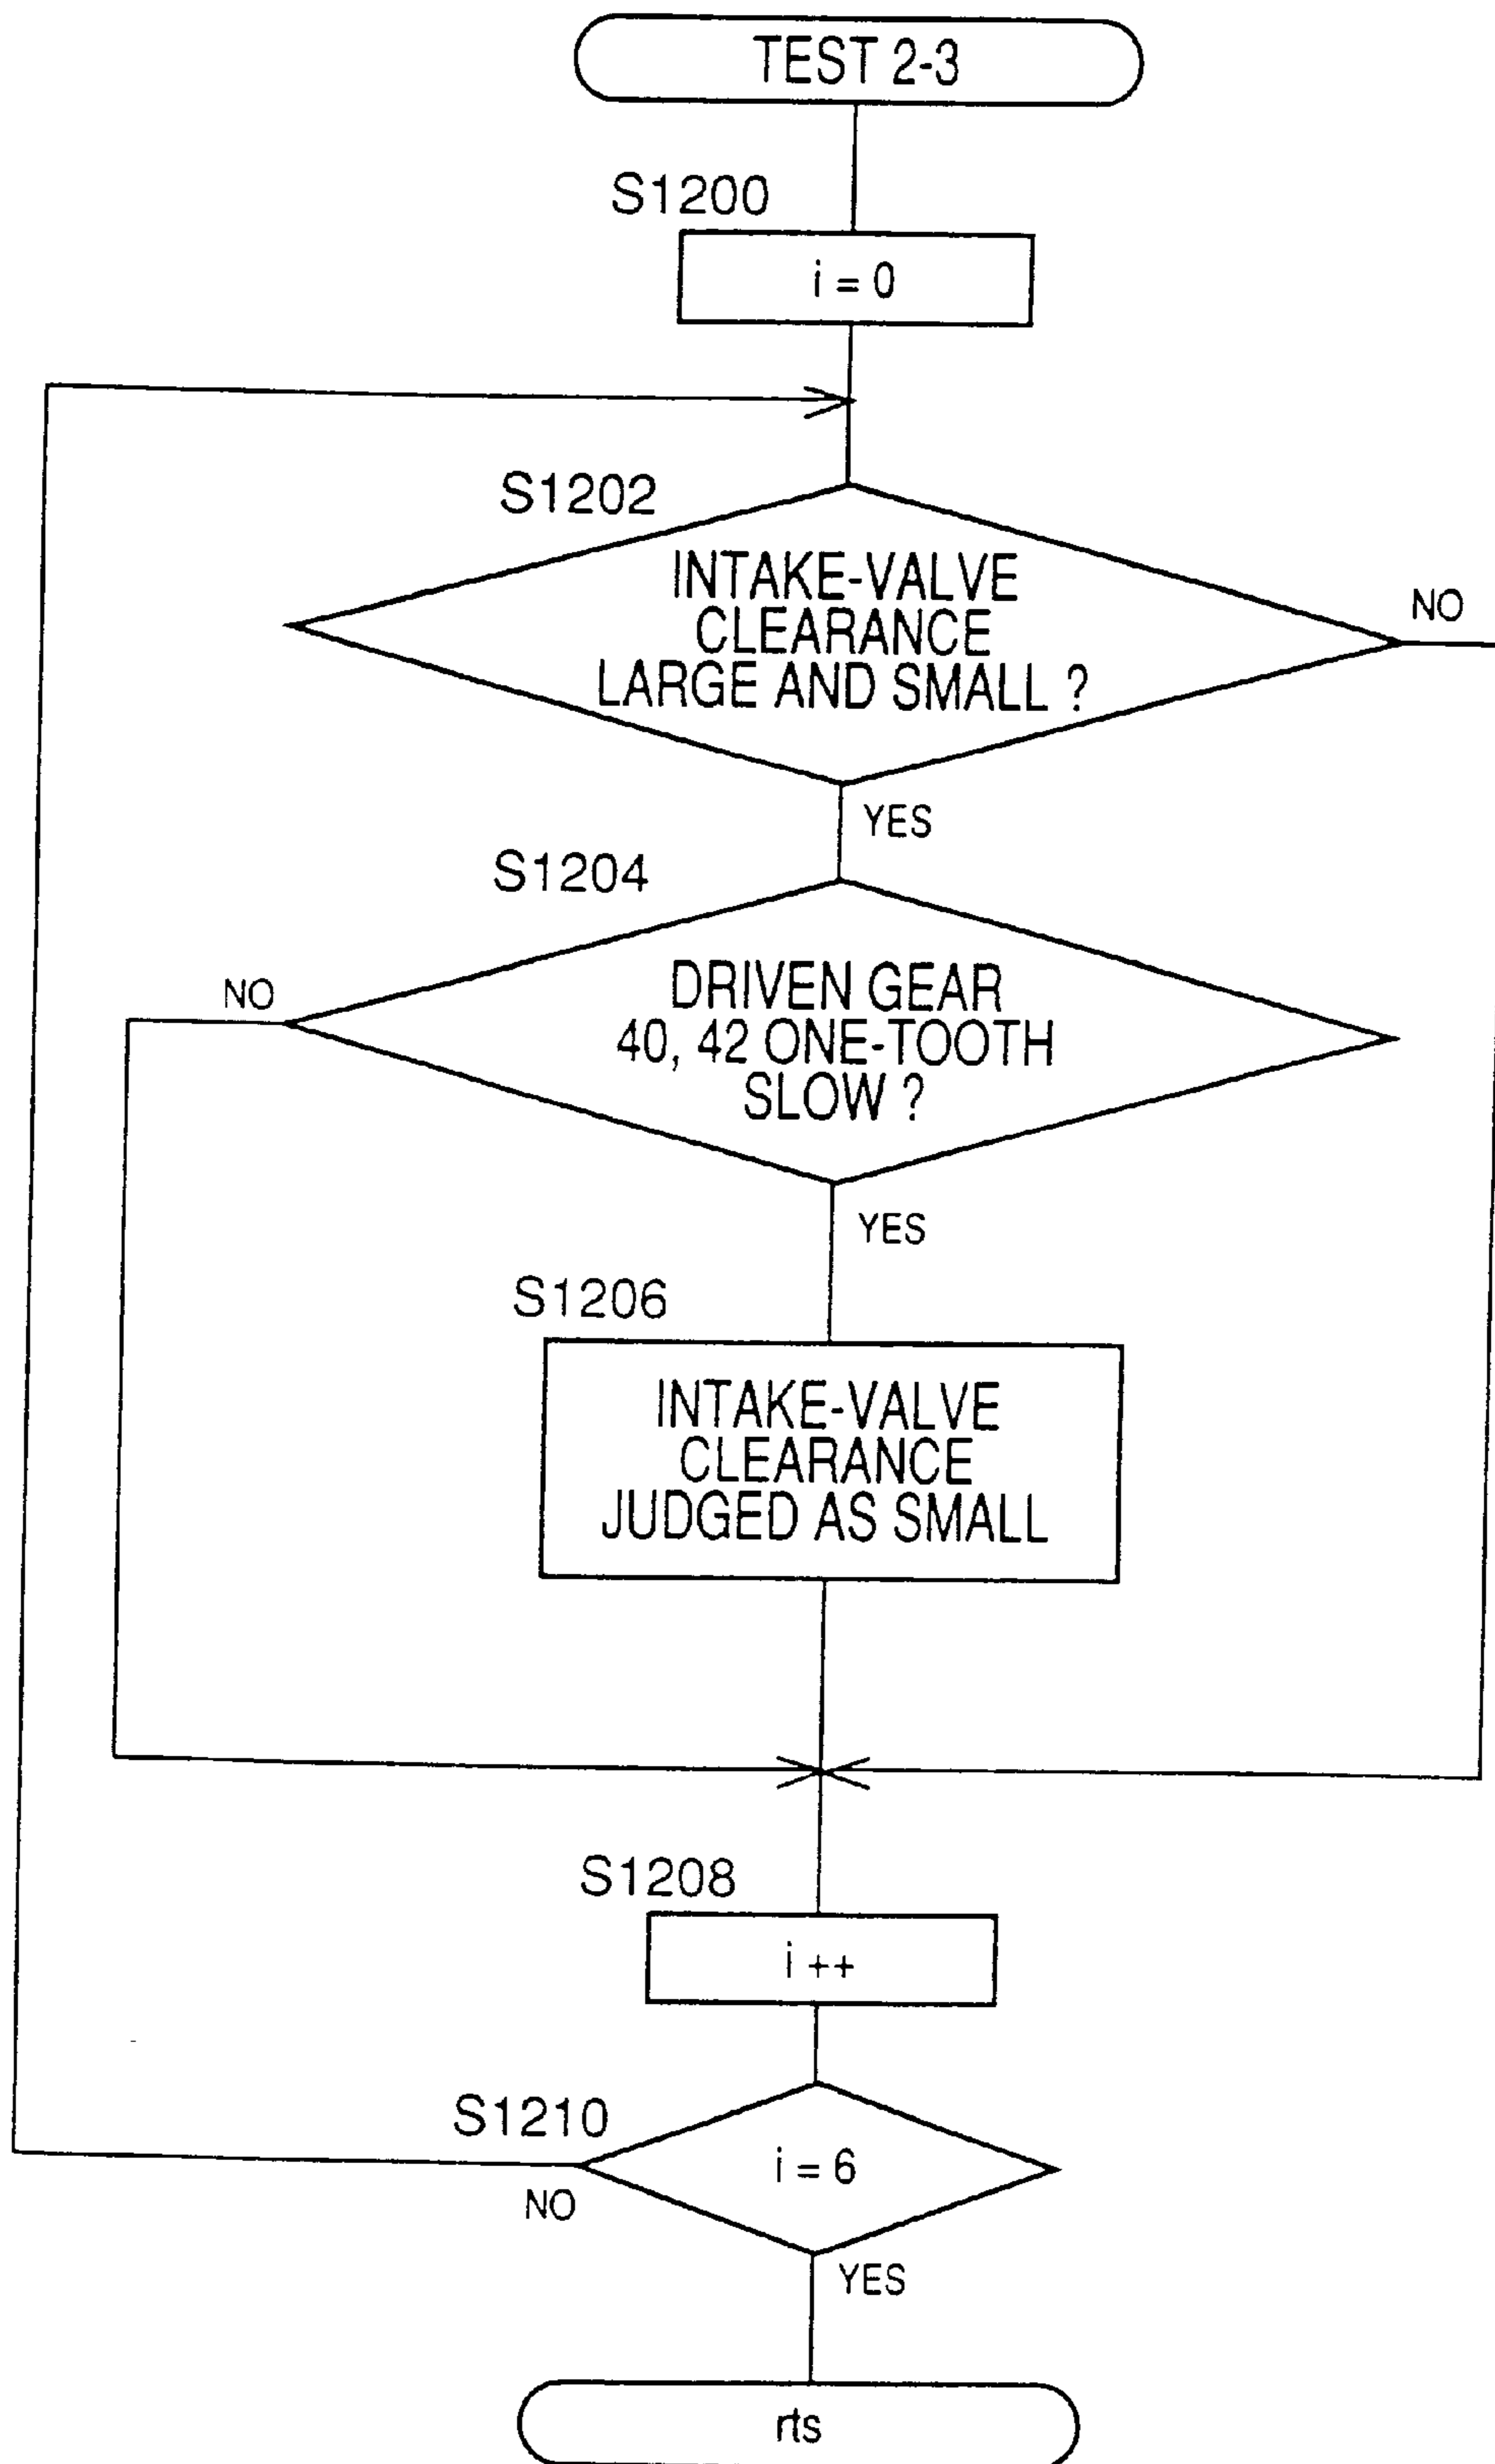 TEST 2-3
S1200
i = 0
S1202
INTAKE-VALVE
CLEARANCE
LARGE AND SMALL ?
NO
YES
S1204
DRIVEN GEAR
40, 42 ONE-TOOTH
SLOW ?
NO
YES
S1206
INTAKE-VALVE
CLEARANCE
JUDGED AS SMALL
S1208
i ++
S1210
i = 6
NO
YES
rts